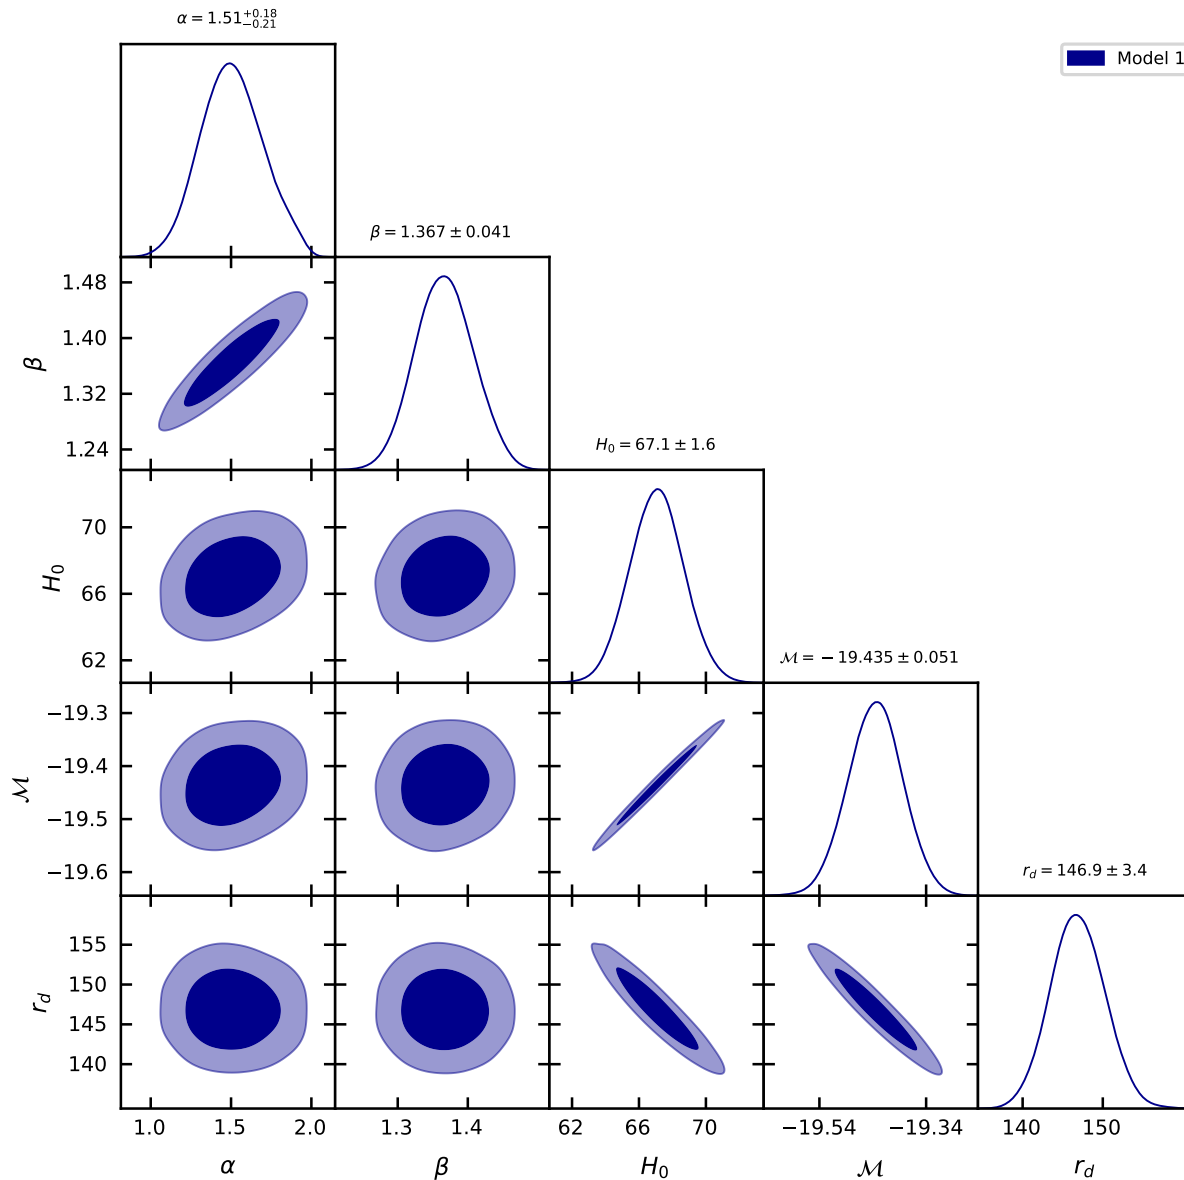 α = 1.51 +0.18 −0.21
Model 1
β = 1.367 ± 0.041
1.48
1.40
1.32
1.24
β
H₀ = 67.1 ± 1.6
70
66
62
H₀
ℳ = − 19.435 ± 0.051
−19.3
−19.4
−19.5
−19.6
ℳ
r_d = 146.9 ± 3.4
155
150
145
140
r_d
1.0 1.5 2.0 1.3 1.4 62 66 70 −19.54 −19.34 140 150
α β H₀ ℳ r_d